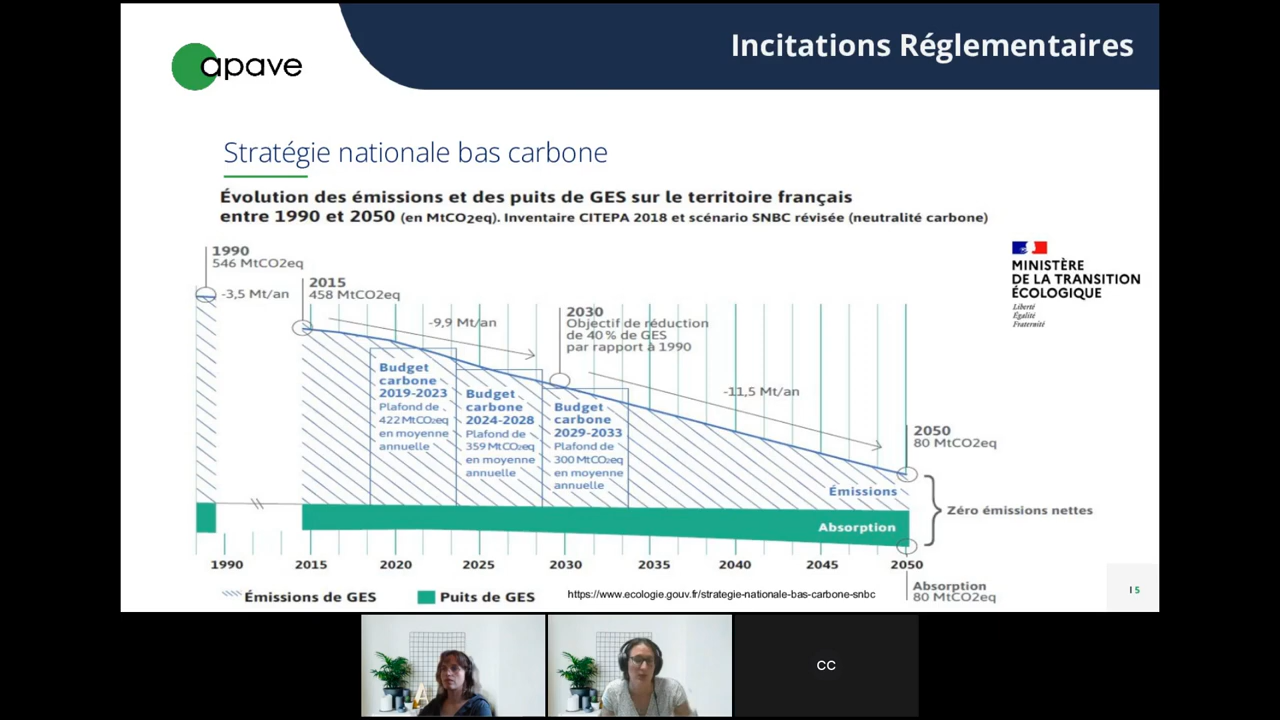 apave
Incitations Réglementaires
Stratégie nationale bas carbone
Évolution des émissions et des puits de GES sur le territoire français
entre 1990 et 2050 (en MtCO2eq). Inventaire CITEPA 2018 et scénario SNBC révisée (neutralité carbone)
1990
546 MtCO2eq
-3,5 Mt/an
2015
458 MtCO2eq
-9,9 Mt/an
2030
Objectif de réduction
de 40 % de GES
par rapport à 1990
-11,5 Mt/an
MINISTÈRE
DE LA TRANSITION
ÉCOLOGIQUE
Liberté
Égalité
Fraternité
Budget
carbone
2019-2023
Plafond de
422 MtCO2eq
en moyenne
annuelle
Budget
carbone
2024-2028
Plafond de
359 MtCO2eq
en moyenne
annuelle
Budget
carbone
2029-2033
Plafond de
300 MtCO2eq
en moyenne
annuelle
2050
80 MtCO2eq
Émissions
Zéro émissions nettes
Absorption
1990 2015 2020 2025 2030 2035 2040 2045 2050
Absorption
80 MtCO2eq
Émissions de GES
Puits de GES
https://www.ecologie.gouv.fr/strategie-nationale-bas-carbone-snbc
I 5
CC